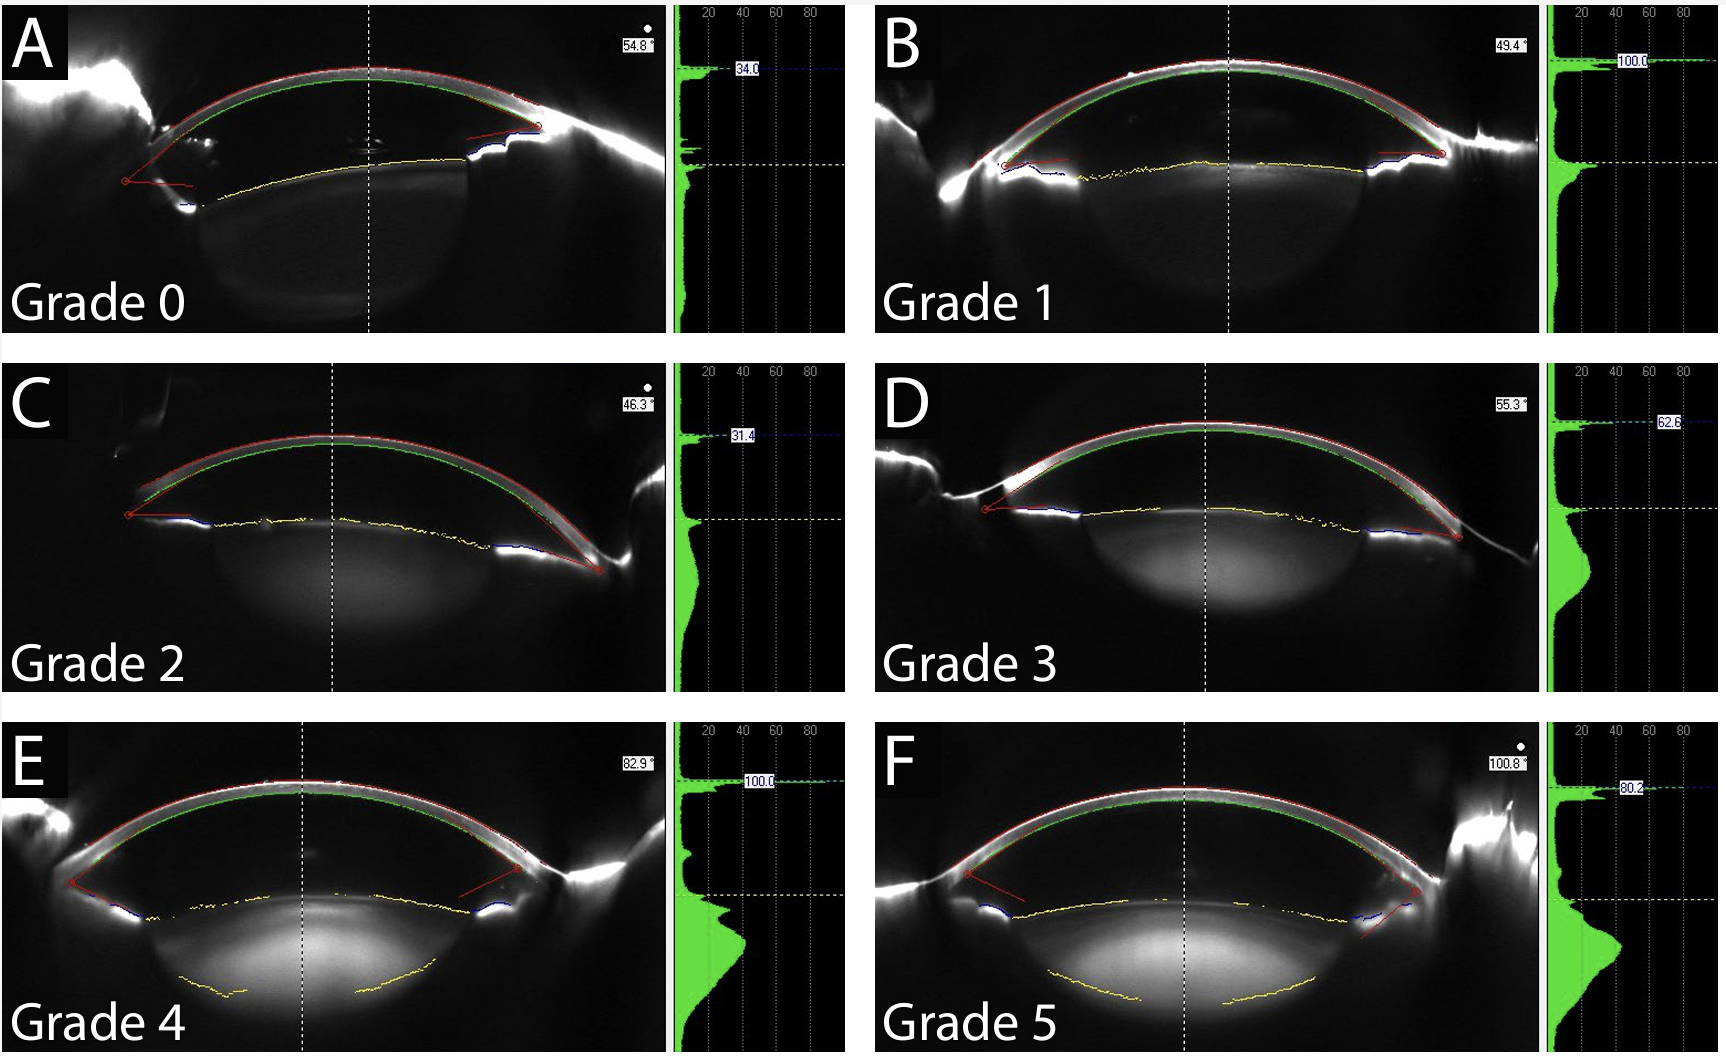 A
54.8 °
20 40 60 80
34.0
Grade 0
B
49.4 °
20 40 60 80
100.0
Grade 1
C
46.3 °
20 40 60 80
31.4
Grade 2
D
55.3 °
20 40 60 80
62.6
Grade 3
E
82.9 °
20 40 60 80
100.0
Grade 4
F
100.8 °
20 40 60 80
80.2
Grade 5